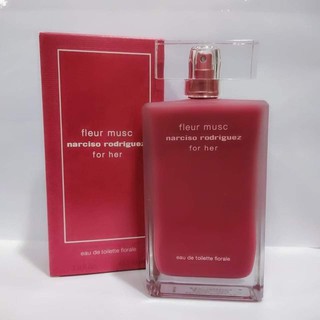 fleur musc
narciso rodriguez
for her
eau de toilette florale
fleur musc
narciso rodriguez
for her
eau de toilette florale